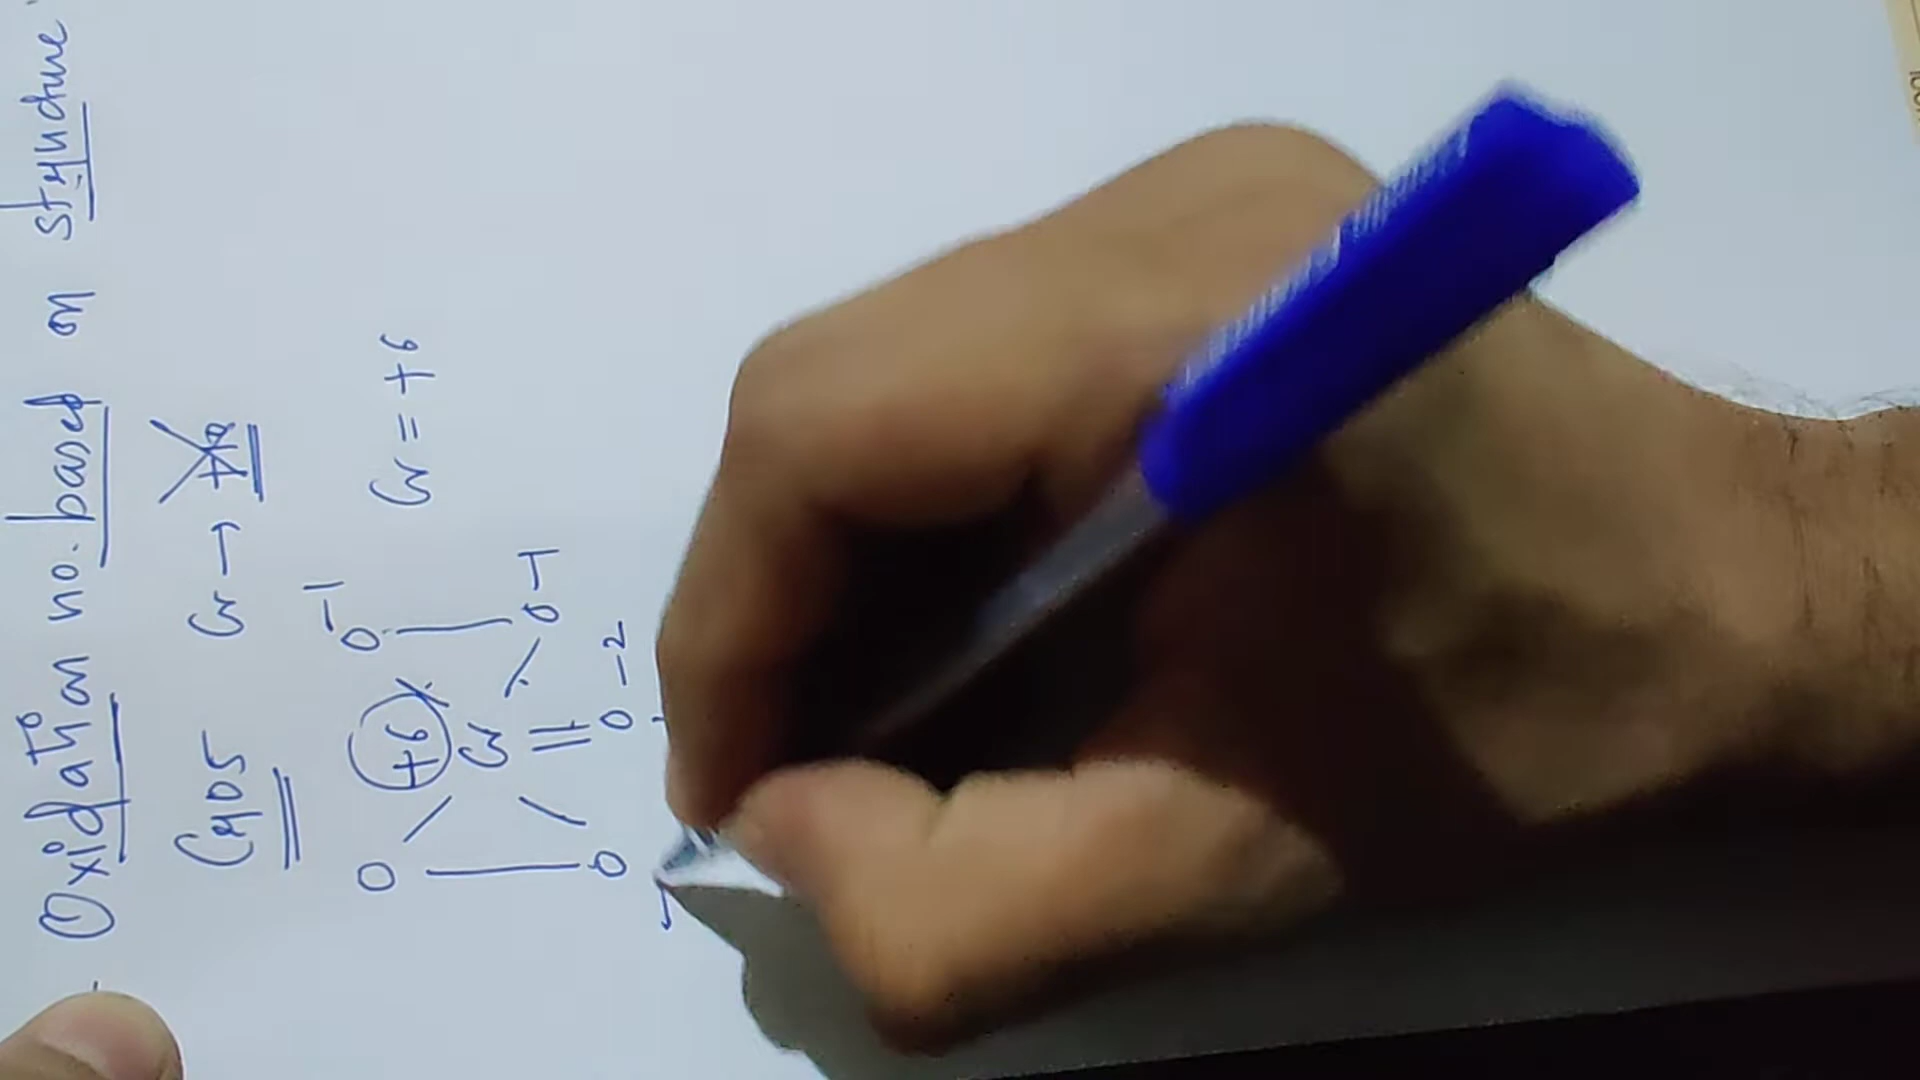 - Oxidation no. based on structure
CrO5 Cr → +10
O O -1
+6
Cr Cr = +6
O -1
O O -2